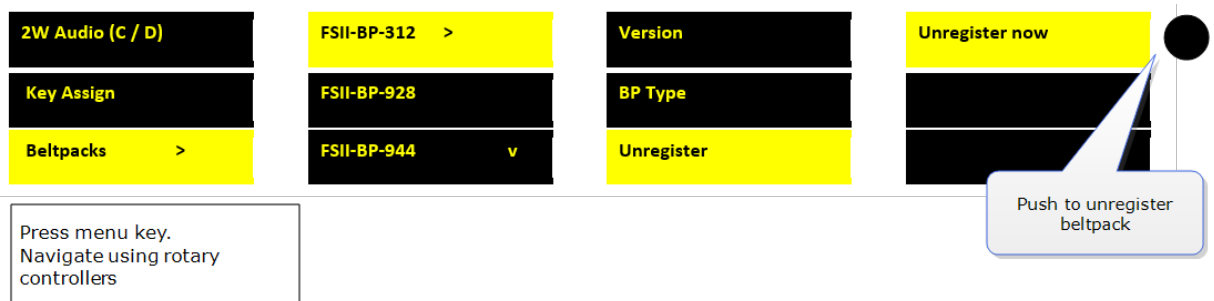 2W Audio (C / D)
FSII-BP-312 >
Version
Unregister now
Key Assign
FSII-BP-928
BP Type
Beltpacks >
FSII-BP-944 v
Unregister
Push to unregister
beltpack
Press menu key.
Navigate using rotary
controllers